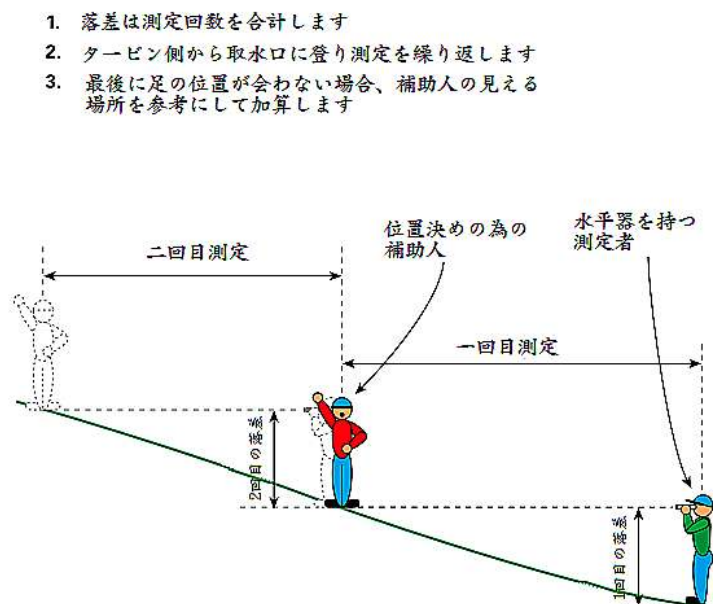 1. 落差は測定回数を合計します
2. タービン側から取水口に登り測定を繰り返します
3. 最後に足の位置が会わない場合、補助人の見える
場所を参考にして加算します
二回目測定
位置決めの為の
補助人
水平器を持つ
測定者
一回目測定
2回目の落差
1回目の落差